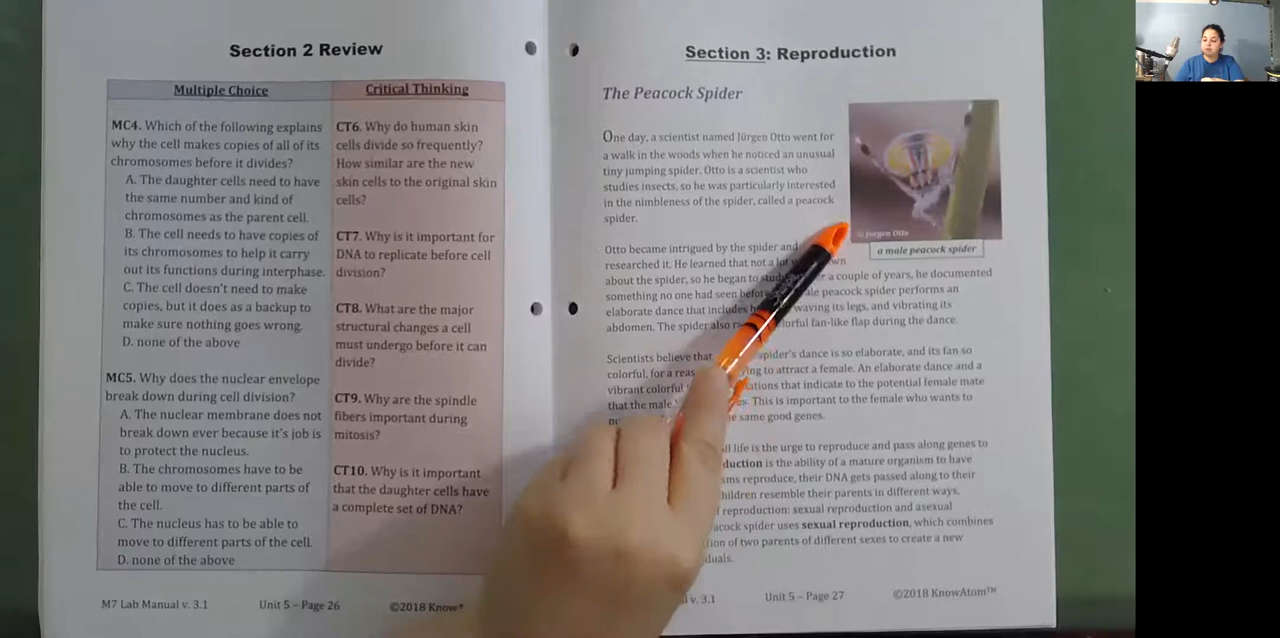 Section 2 Review
Multiple Choice
MC4. Which of the following explains
why the cell makes copies of all of its
chromosomes before it divides?
A. The daughter cells need to have
the same number and kind of
chromosomes as the parent cell.
B. The cell needs to have copies of
its chromosomes to help it carry
out its functions during interphase.
C. The cell doesn't need to make
copies, but it does as a backup to
make sure nothing goes wrong.
D. none of the above
MC5. Why does the nuclear envelope
break down during cell division?
A. The nuclear membrane does not
break down ever because it's job is
to protect the nucleus.
B. The chromosomes have to be
able to move to different parts of
the cell.
C. The nucleus has to be able to
move to different parts of the cell.
D. none of the above
Critical Thinking
CT6. Why do human skin
cells divide so frequently?
How similar are the new
skin cells to the original skin
cells?
CT7. Why is it important for
DNA to replicate before cell
division?
CT8. What are the major
structural changes a cell
must undergo before it can
divide?
CT9. Why are the spindle
fibers important during
mitosis?
CT10. Why is it important
that the daughter cells have
a complete set of DNA?
M7 Lab Manual v. 3.1 Unit 5 – Page 26 ©2018
Section 3: Reproduction
The Peacock Spider
One day, a scientist named Jürgen Otto went for
a walk in the woods when he noticed an unusual
tiny jumping spider. Otto is a scientist who
studies insects, so he was particularly interested
in the nimbleness of the spider, called a peacock
spider.
© Jürgen Otto
a male peacock spider
Otto became intrigued by the spider and
researched it. He learned that not a lot
about the spider, so he began to a couple of years, he documented
something no one had seen peacock spider performs an
elaborate dance that includes waving its legs, and vibrating its
abdomen. The spider also fan-like flap during the dance.
Scientists believe that spider's dance is so elaborate, and its fan so
colorful, for a to attract a female. An elaborate dance and a
vibrant colorful that indicate to the potential female mate
that the male This is important to the female who wants to
same good genes.
life is the urge to reproduce and pass along genes to
is the ability of a mature organism to have
reproduce, their DNA gets passed along to their
resemble their parents in different ways.
reproduction: sexual reproduction and asexual
spider uses sexual reproduction, which combines
of two parents of different sexes to create a new
3.1 Unit 5 – Page 27 ©2018 KnowAtom™